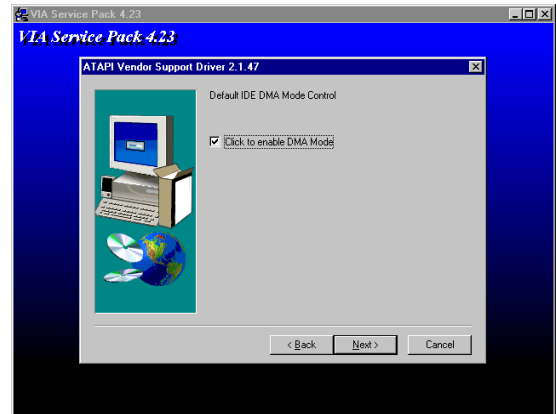 VIA Service Pack 4.23
VIA Service Pack 4.23
ATAPI Vendor Support Driver 2.1.47
Default IDE DMA Mode Control
Click to enable DMA Mode
< Back
Next >
Cancel